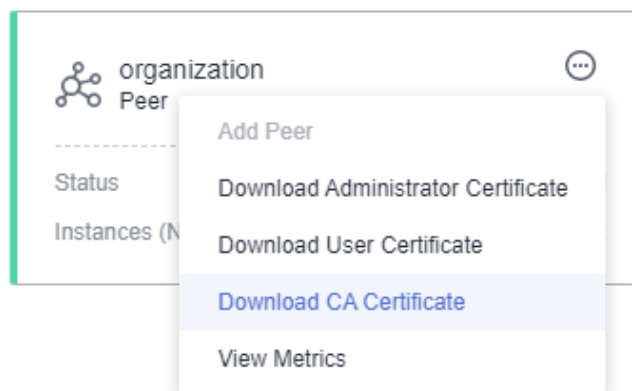 organization
Peer
Add Peer
Status
Download Administrator Certificate
Instances (N
Download User Certificate
Download CA Certificate
View Metrics